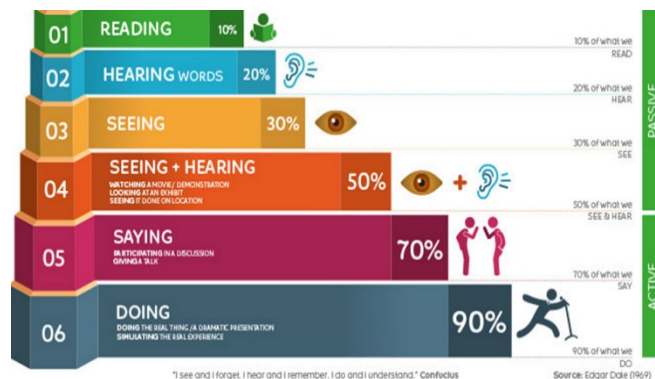 01 READING 10%
10% of what we
READ
02 HEARING WORDS 20%
20% of what we
HEAR
03 SEEING 30%
30% of what we
SEE
04 SEEING + HEARING 50%
WATCHING A MOVIE/ DEMONSTRATION
LOOKING AT AN EXHIBIT
SEEING IT DONE ON LOCATION
50% of what we
SEE & HEAR
PASSIVE
05 SAYING 70%
PARTICIPATING IN A DISCUSSION
GIVING A TALK
70% of what we
SAY
06 DOING 90%
DOING THE REAL THING /A DRAMATIC PRESENTATION
SIMULATING THE REAL EXPERIENCE
90% of what we
DO
ACTIVE
"I see and I forget. I hear and I remember. I do and I understand." Confucius
Source: Edgar Dale (1969)